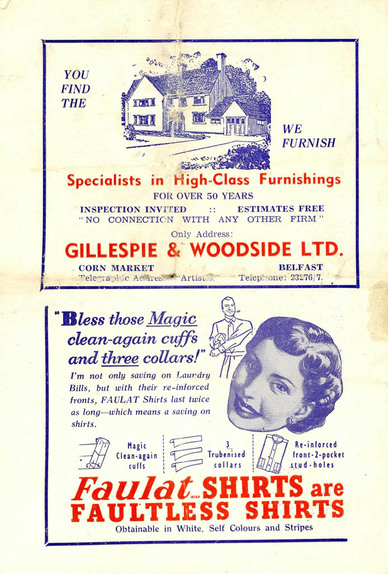 YOU
FIND
THE
WE
FURNISH
Specialists in High-Class Furnishings
FOR OVER 50 YEARS
INSPECTION INVITED :: ESTIMATES FREE
"NO CONNECTION WITH ANY OTHER FIRM"
Only Address:
GILLESPIE & WOODSIDE LTD.
CORN MARKET BELFAST
Telegraphic Address "Artistic" Telephone: 23276/7.
"Bless those Magic
clean-again cuffs
and three collars!"
I'm not only saving on Laundry
Bills, but with their re-inforced
fronts, FAULAT Shirts last twice
as long—which means a saving on
shirts.
Magic
Clean-again
cuffs
3
Trubenised
collars
Re-inforced
front-2-pocket
stud-holes
Faulat... SHIRTS are
FAULTLESS SHIRTS
Obtainable in White, Self Colours and Stripes